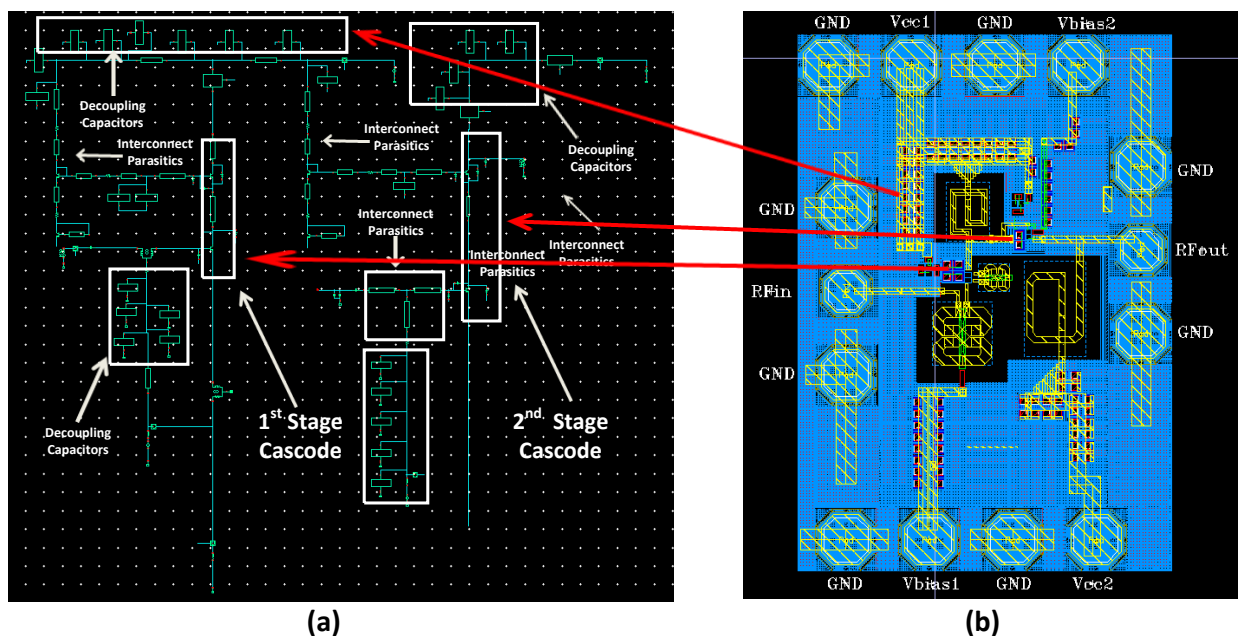 Decoupling
Capacitors
Interconnect
Parasitics
Interconnect
Parasitics
Decoupling
Capacitors
Interconnect
Parasitics
Interconnect
Parasitics
Interconnect
Parasitics
Decoupling
Capacitors
1st. Stage
Cascode
2nd. Stage
Cascode
(a)
GND
Vcc1
GND
Vbias2
GND
GND
RFout
RFin
GND
GND
GND
Vbias1
GND
Vcc2
(b)